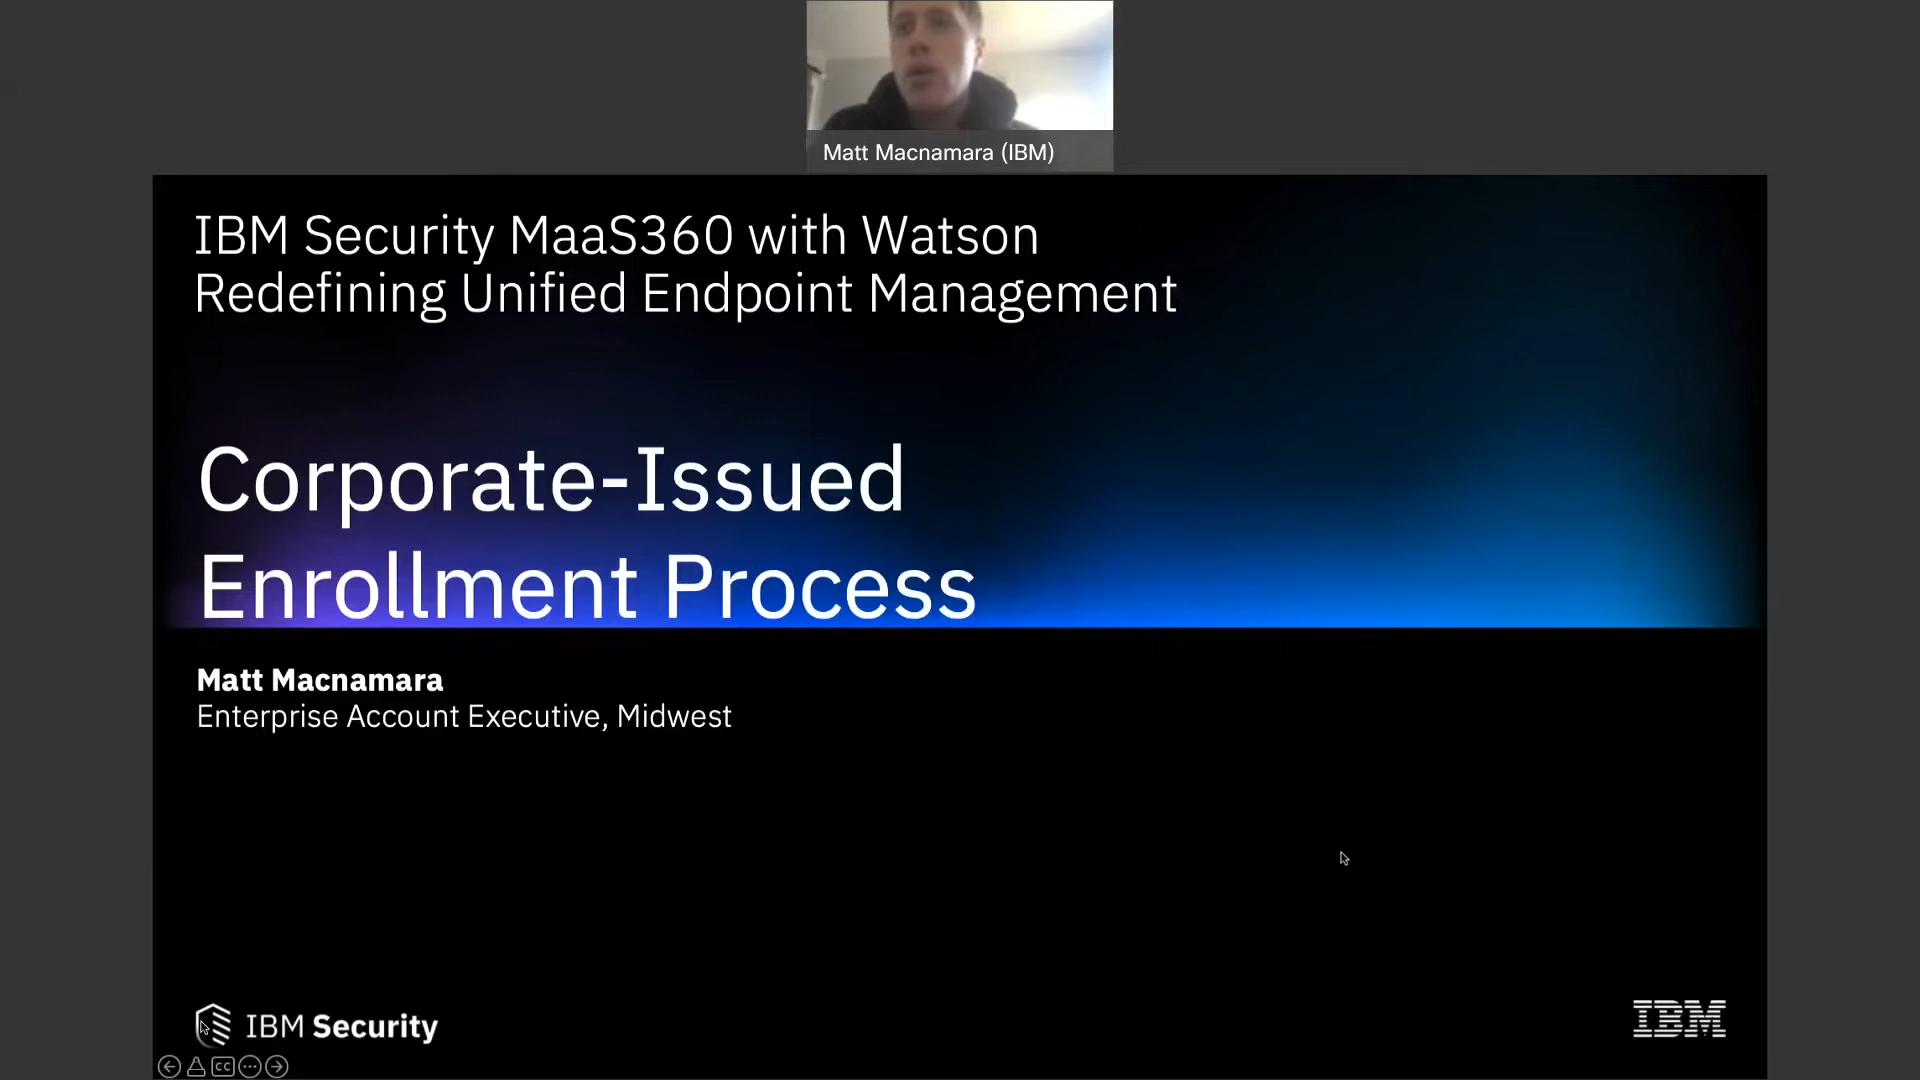 Matt Macnamara (IBM)
IBM Security MaaS360 with Watson
Redefining Unified Endpoint Management
Corporate-Issued
Enrollment Process
Matt Macnamara
Enterprise Account Executive, Midwest
IBM Security
IBM
CC